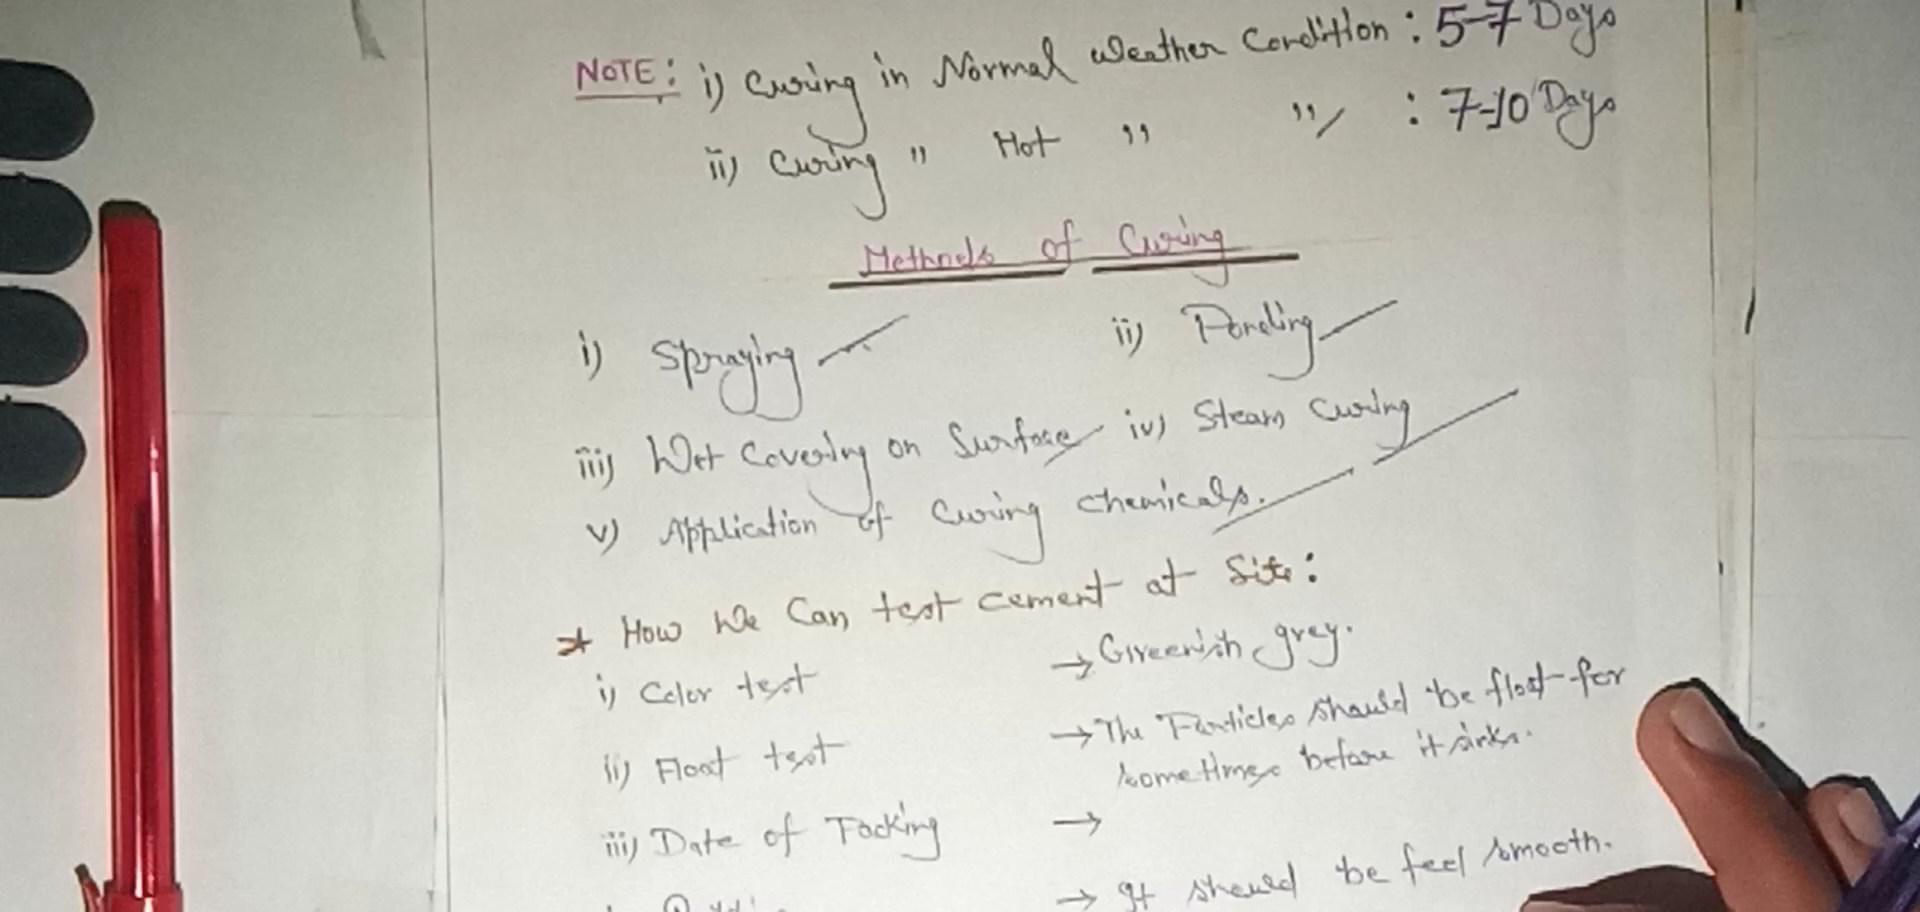 NOTE: i) Curing in Normal weather Condition : 5-7 Days
ii) Curing " Hot " " : 7-10 Days
Methods of Curing
i) Spraying ii) Ponding
iii) Wet Covering on Surface iv) Steam Curing
v) Application of Curing chemicals.
* How We Can test cement at Site:
i) Color test → Greenish grey.
ii) Float test → The Particles should be float for
sometimes before it sinks.
iii) Date of Packing →
→ It should be feel smooth.